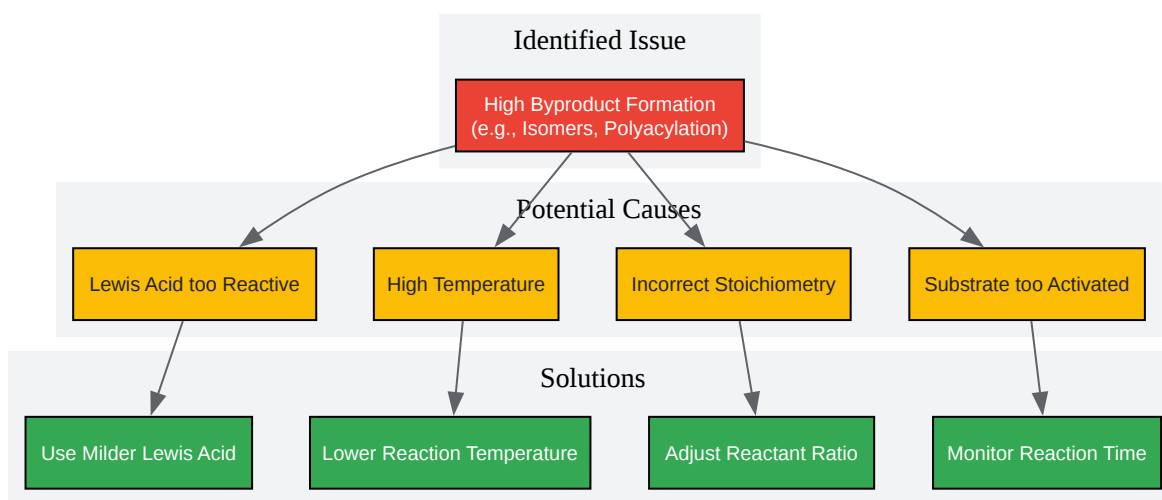 Identified Issue
High Byproduct Formation
(e.g., Isomers, Polyacylation)
Potential Causes
Lewis Acid too Reactive
High Temperature
Incorrect Stoichiometry
Substrate too Activated
Solutions
Use Milder Lewis Acid
Lower Reaction Temperature
Adjust Reactant Ratio
Monitor Reaction Time